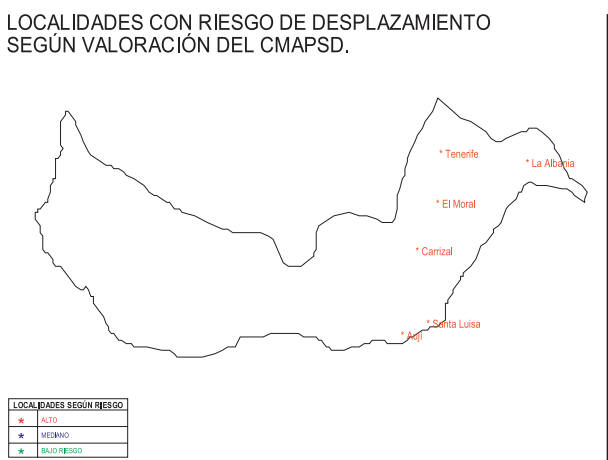 LOCALIDADES CON RIESGO DE DESPLAZAMIENTO
SEGÚN VALORACIÓN DEL CMAPSD.
* Tenerife
* La Albania
* El Moral
* Carrizal
* Santa Luisa
* Auji
LOCALIDADES SEGÚN RIESGO
* ALTO
* MEDIANO
* BAJO RIESGO